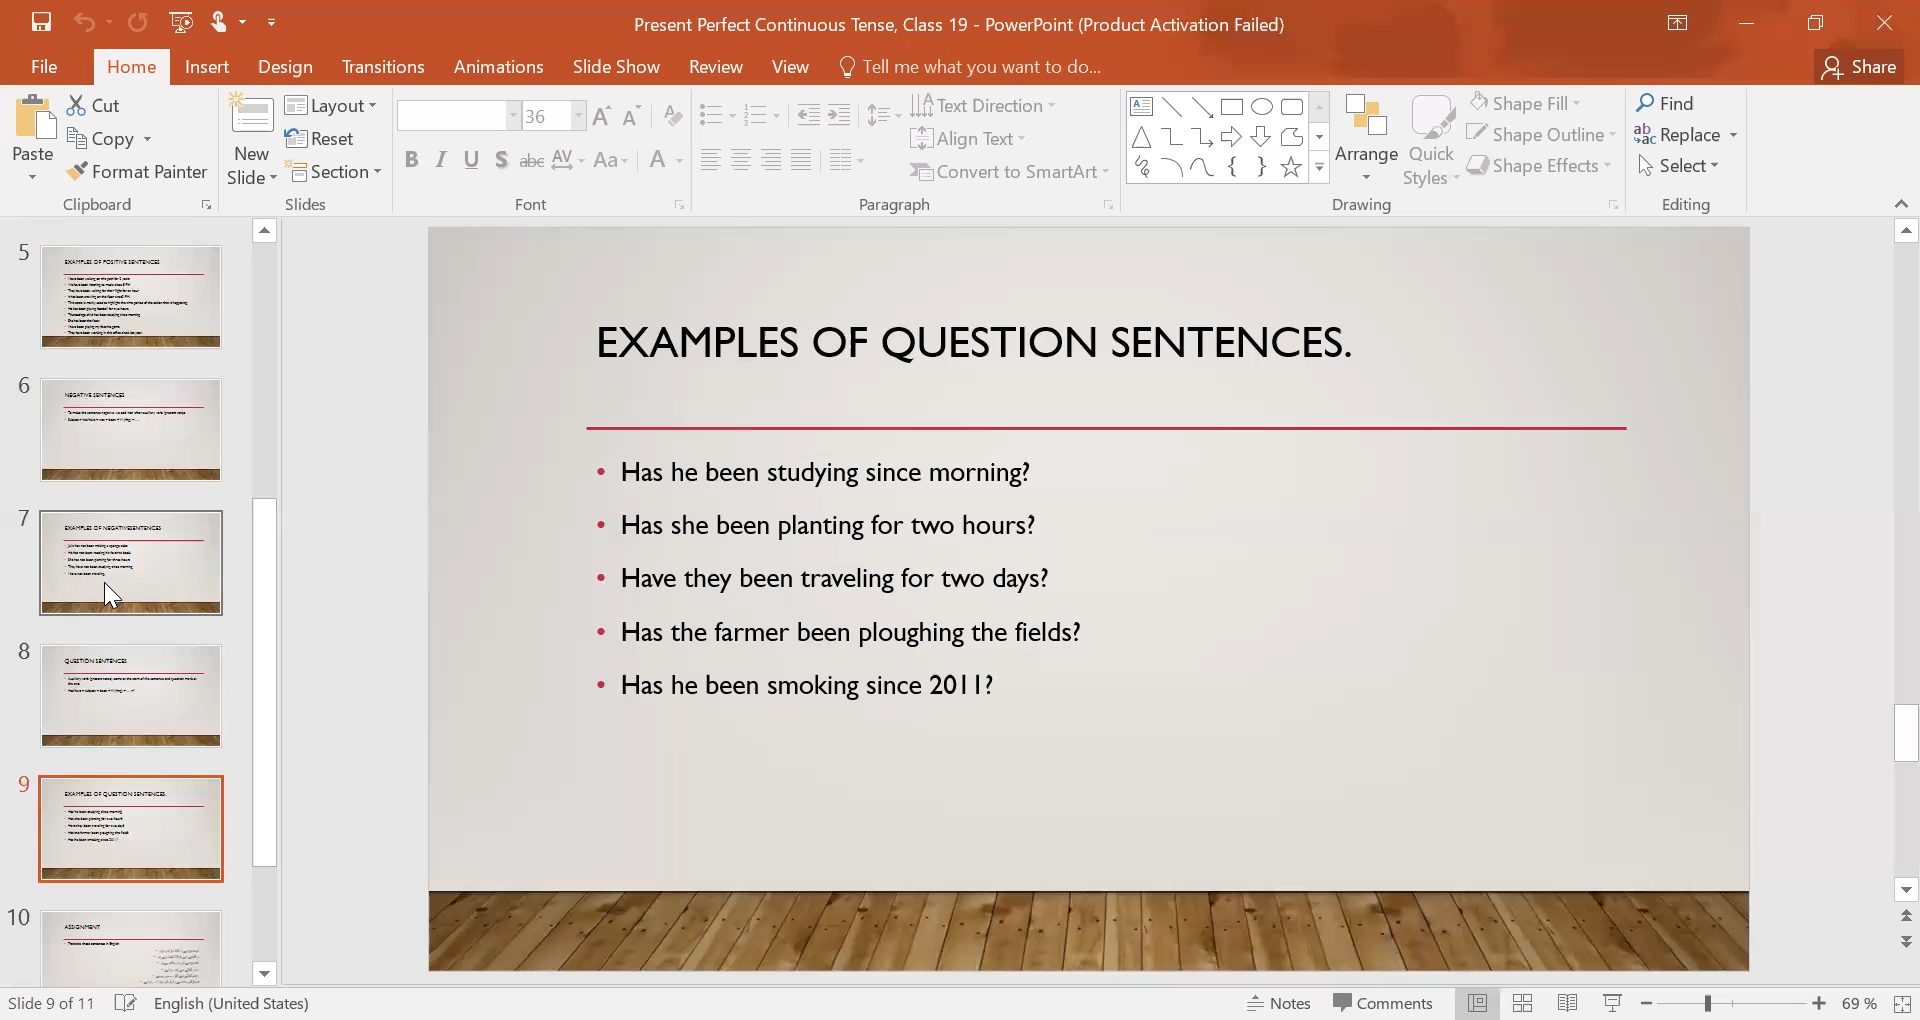 Present Perfect Continuous Tense, Class 19 - PowerPoint (Product Activation Failed)
File Home Insert Design Transitions Animations Slide Show Review View Tell me what you want to do... Share
Cut
Copy
Format Painter
Paste
Clipboard
New
Slide
Layout
Reset
Section
Slides
36
B I U S abc AV Aa A
Font
Text Direction
Align Text
Convert to SmartArt
Paragraph
Arrange
Quick
Styles
Shape Fill
Shape Outline
Shape Effects
Drawing
Find
Replace
Select
Editing
5
EXAMPLES OF POSITIVE SENTENCES
6
NEGATIVE SENTENCES
7
EXAMPLES OF NEGATIVESENTENCES
8
QUESTION SENTENCES
9
EXAMPLES OF QUESTION SENTENCES.
10
ASSIGNMENT
EXAMPLES OF QUESTION SENTENCES.
• Has he been studying since morning?
• Has she been planting for two hours?
• Have they been traveling for two days?
• Has the farmer been ploughing the fields?
• Has he been smoking since 2011?
Slide 9 of 11 English (United States) Notes Comments 69 %